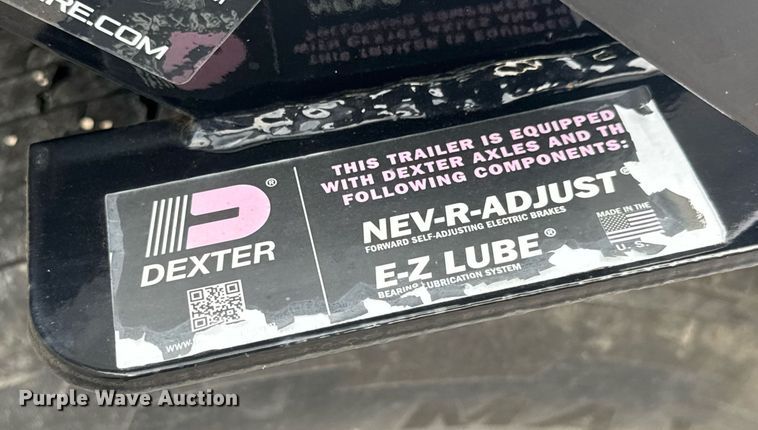 RE.COM
THIS TRAILER IS EQUIPPED
WITH DEXTER AXLES AND TH
FOLLOWING COMPONENTS:
DEXTER
®
NEV-R-ADJUST®
FORWARD SELF-ADJUSTING ELECTRIC BRAKES
E-Z LUBE®
BEARING LUBRICATION SYSTEM
MADE IN THE
U. S.
www.
Purple Wave Auction